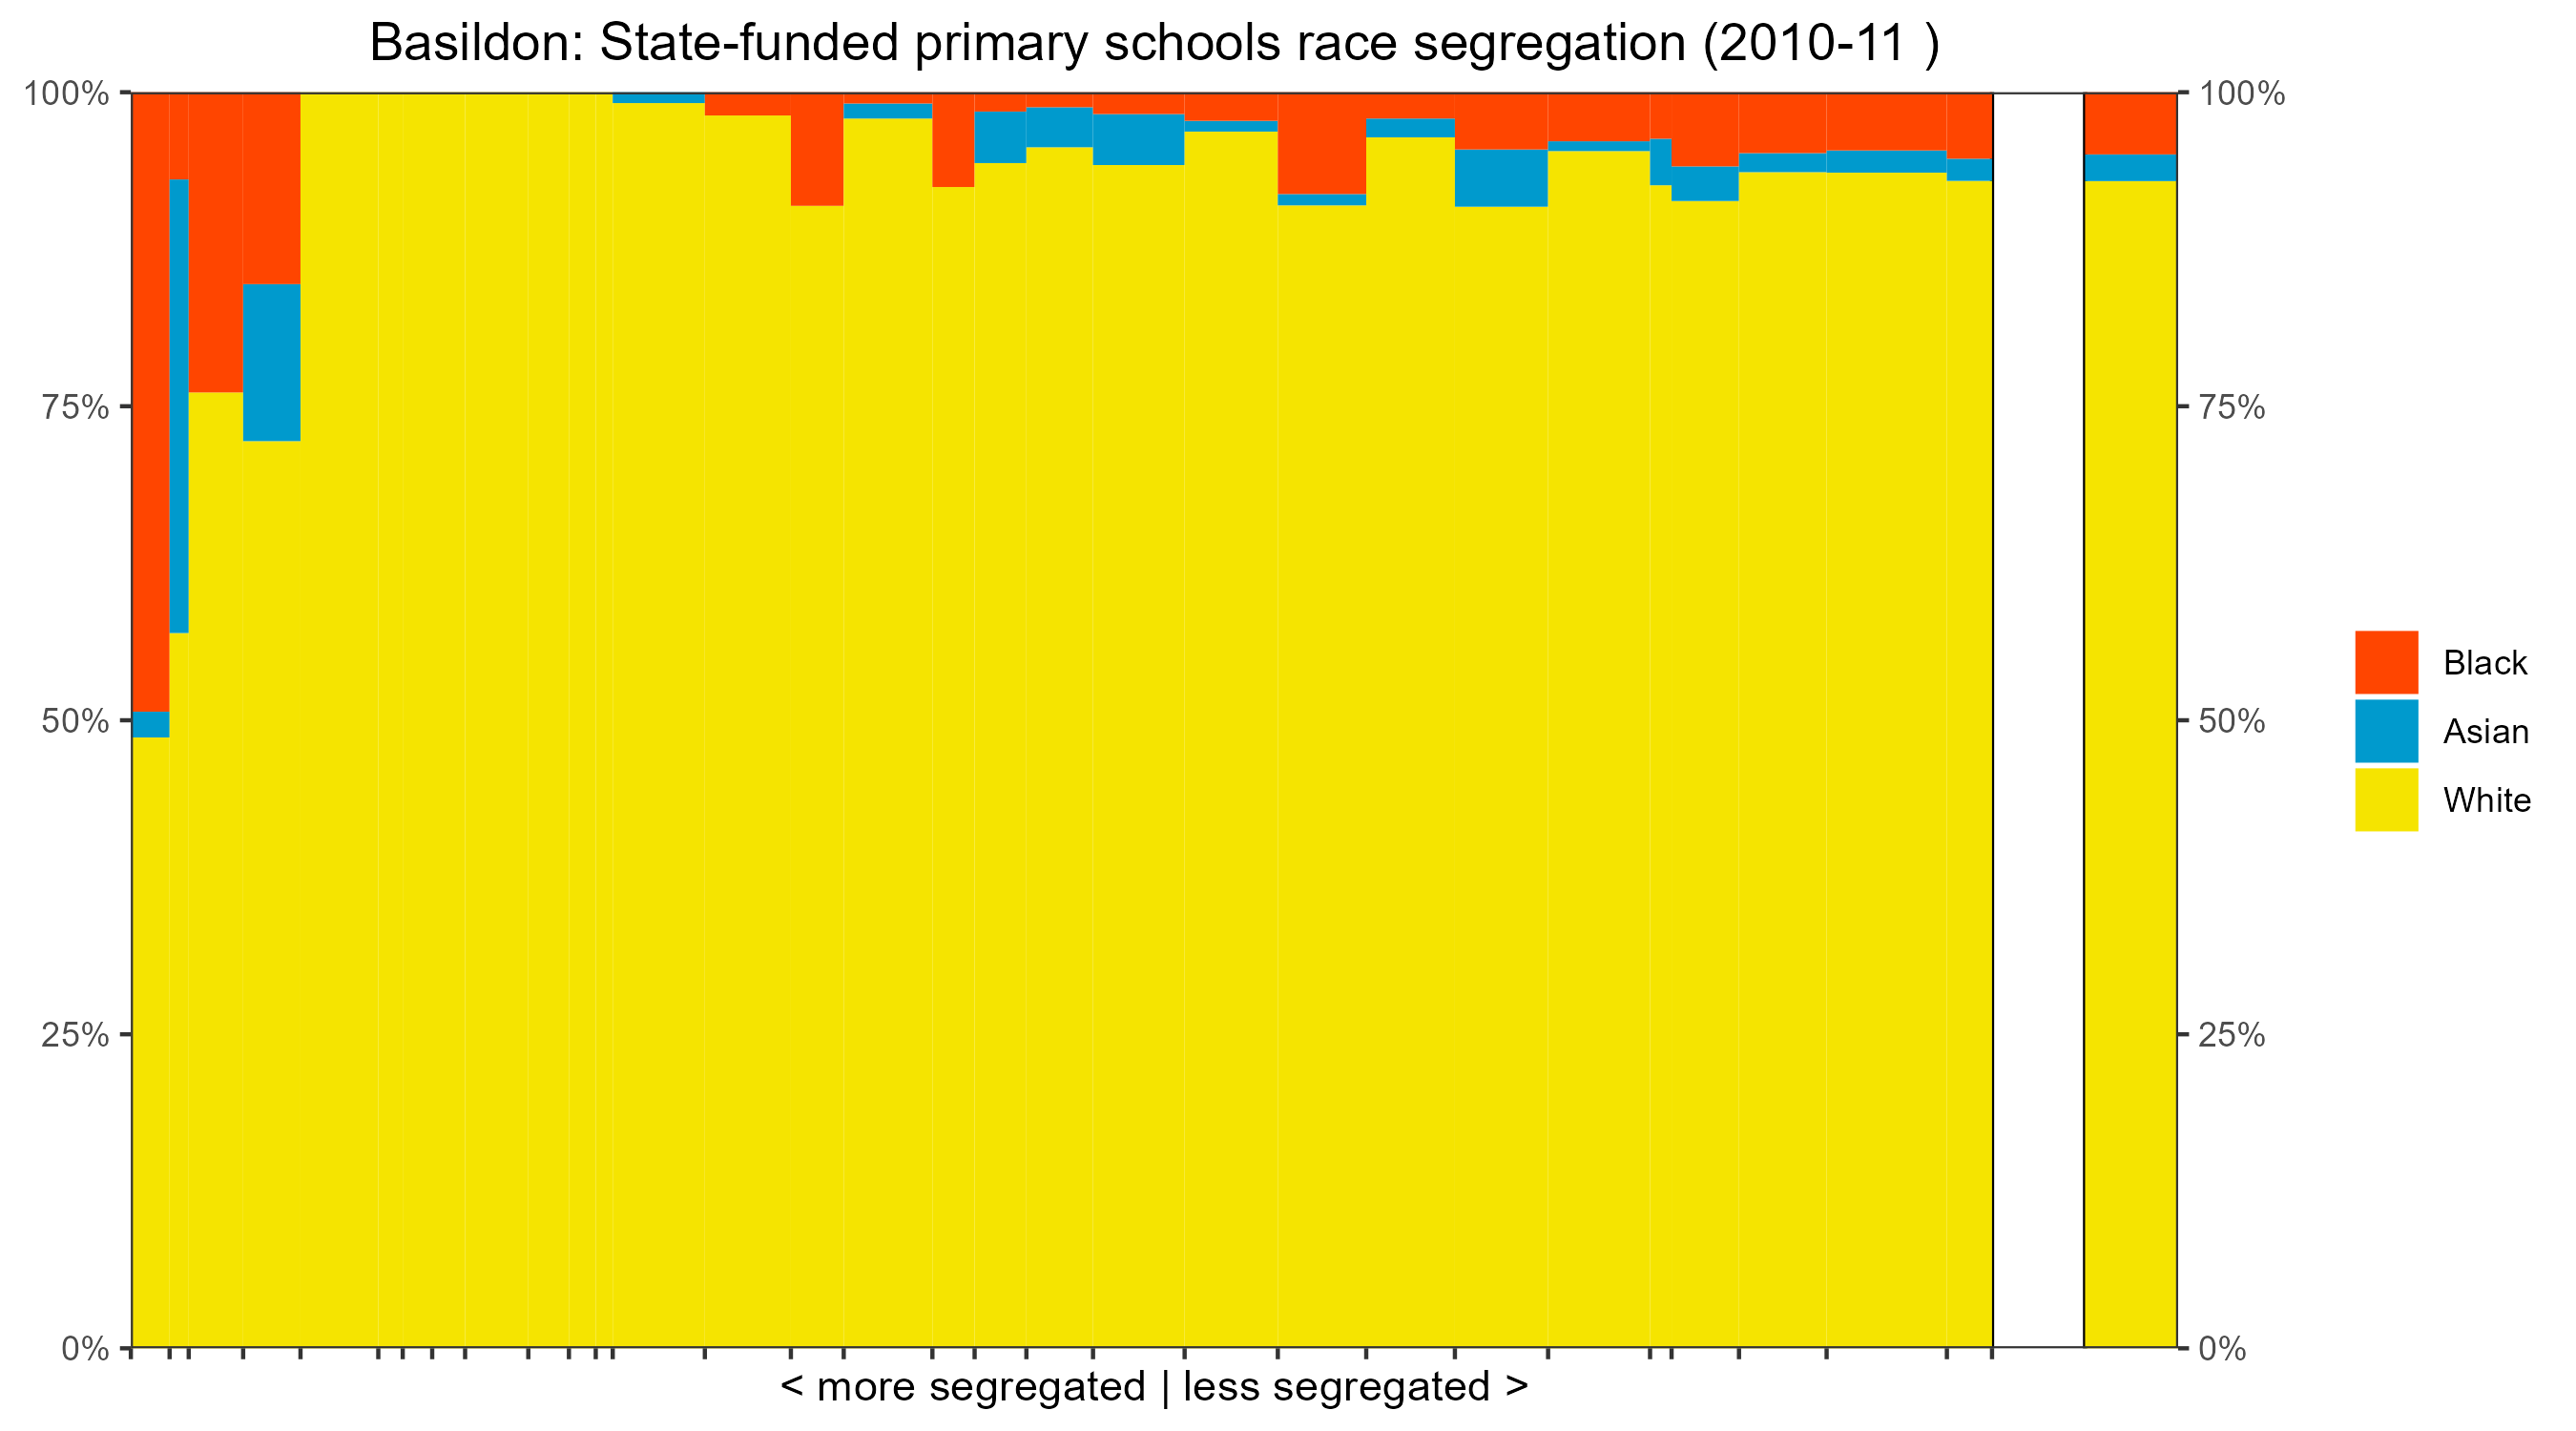 Basildon: State-funded primary schools race segregation (2010-11 )
100%
100%
75%
75%
50%
50%
25%
25%
0%
0%
Black
Asian
White
< more segregated | less segregated >